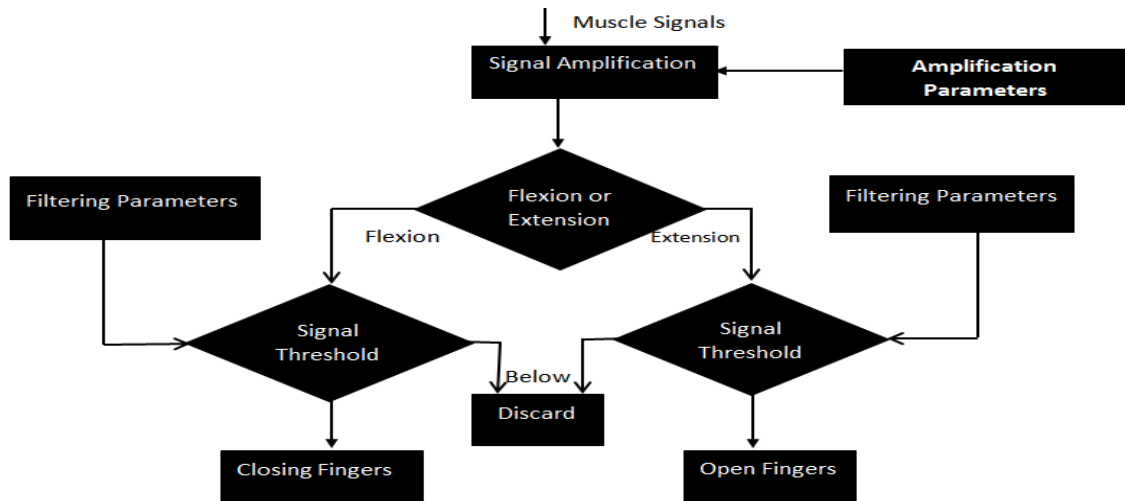 Muscle Signals
Signal Amplification
Amplification
Parameters
Filtering Parameters
Flexion or
Extension
Filtering Parameters
Flexion
Extension
Signal
Threshold
Signal
Threshold
Below
Discard
Closing Fingers
Open Fingers